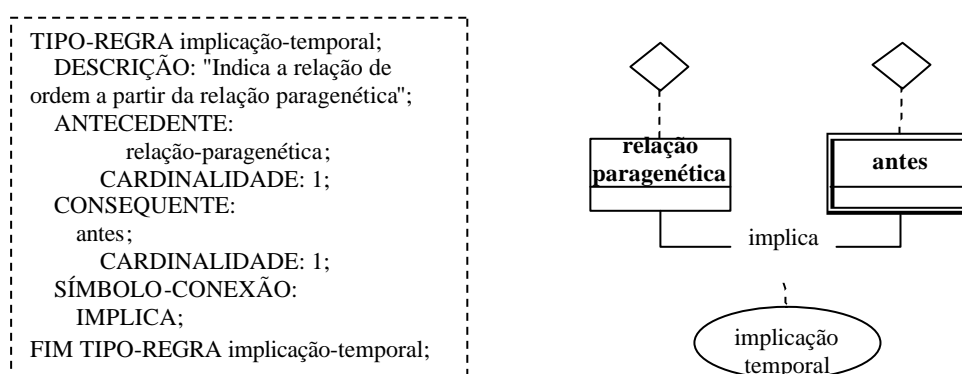 TIPO-REGRA implicação-temporal;
DESCRIÇÃO: "Indica a relação de
ordem a partir da relação paragenética";
ANTECEDENTE:
relação-paragenética;
CARDINALIDADE: 1;
CONSEQUENTE:
antes;
CARDINALIDADE: 1;
SÍMBOLO-CONEXÃO:
IMPLICA;
FIM TIPO-REGRA implicação-temporal;
relação
paragenética
antes
implica
implicação
temporal